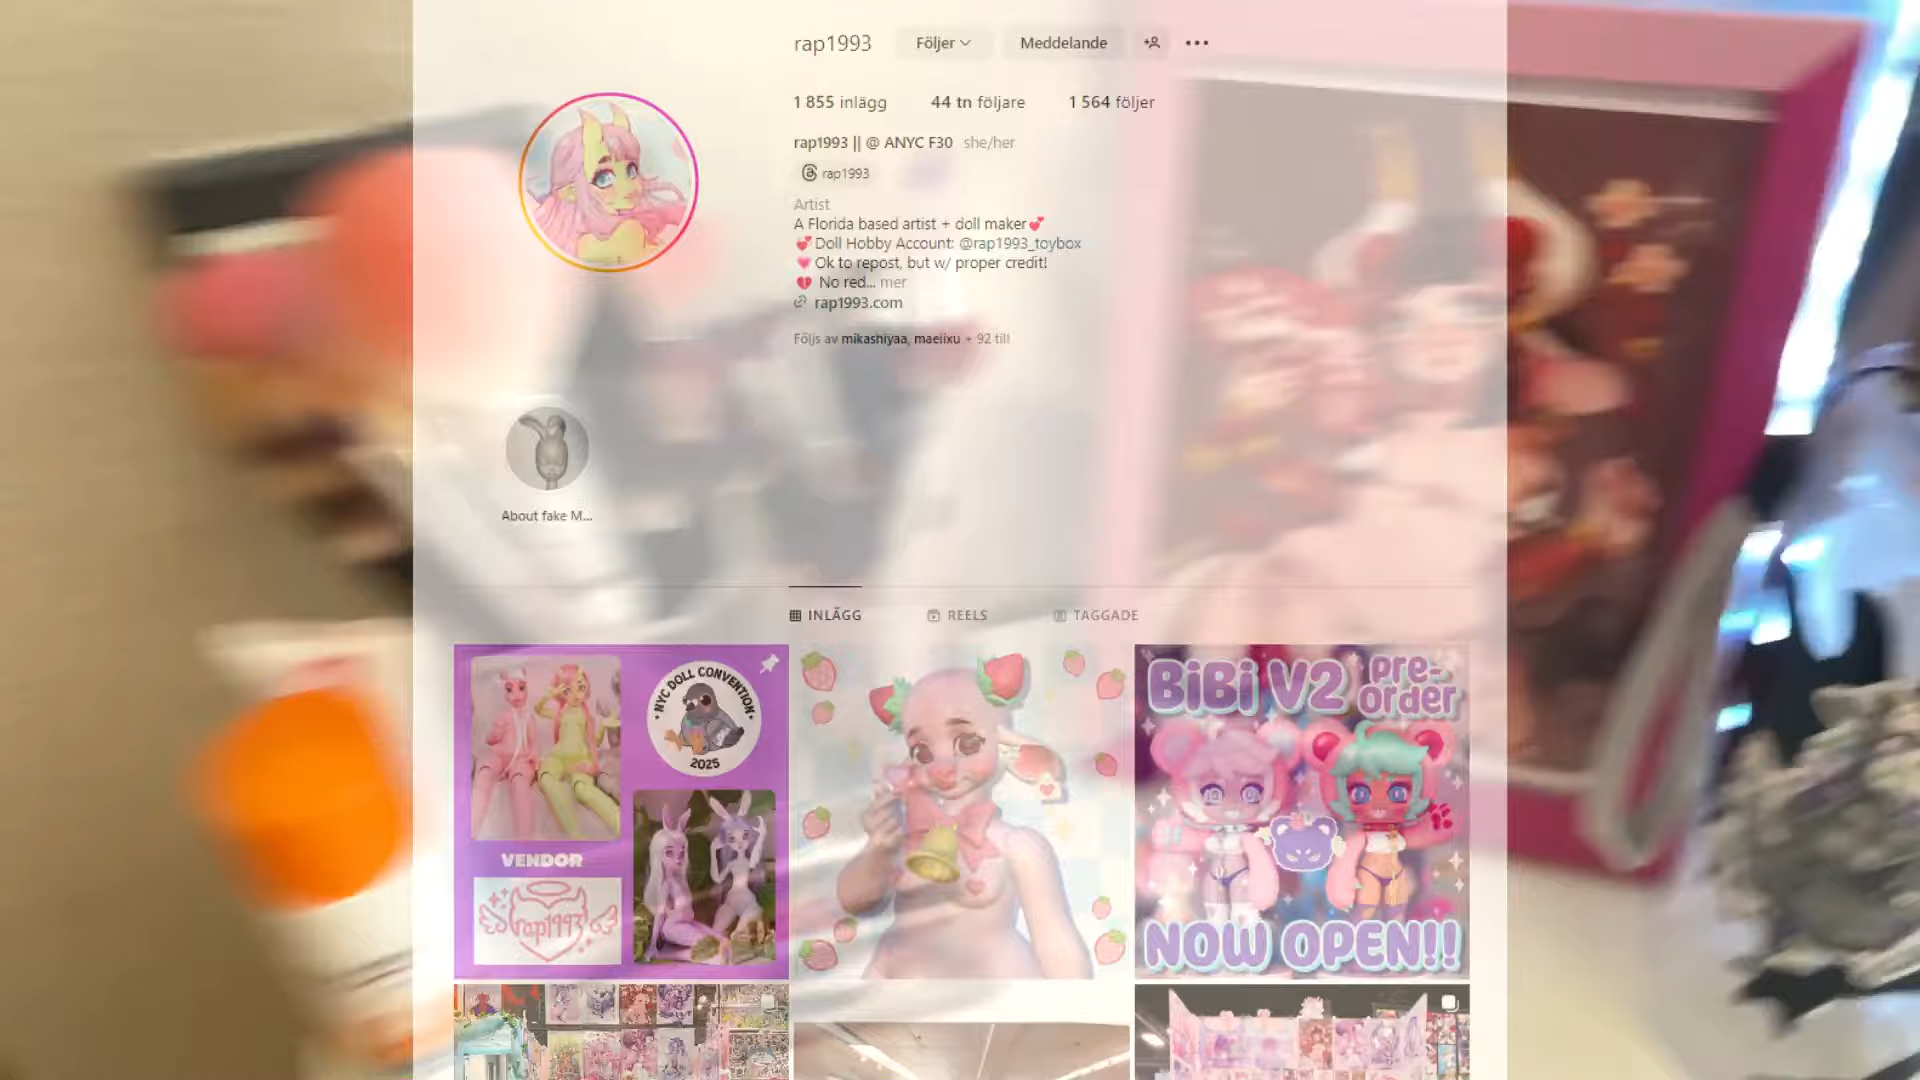 rap1993
Följer
Meddelande
1 855 inlägg
44 tn följare
1 564 följer
rap1993 || @ ANYC F30 she/her
rap1993
Artist
A Florida based artist + doll maker💕
💕Doll Hobby Account: @rap1993_toybox
💗Ok to repost, but w/ proper credit!
💔 No red... mer
rap1993.com
Följs av mikashiyaa, maeiixu • 92 till
About fake M...
INLÄGG
REELS
TAGGADE
• NYC DOLL CONVENTION •
2025
VENDOR
rap1993
BiBi V2 pre-order
NOW OPEN!!